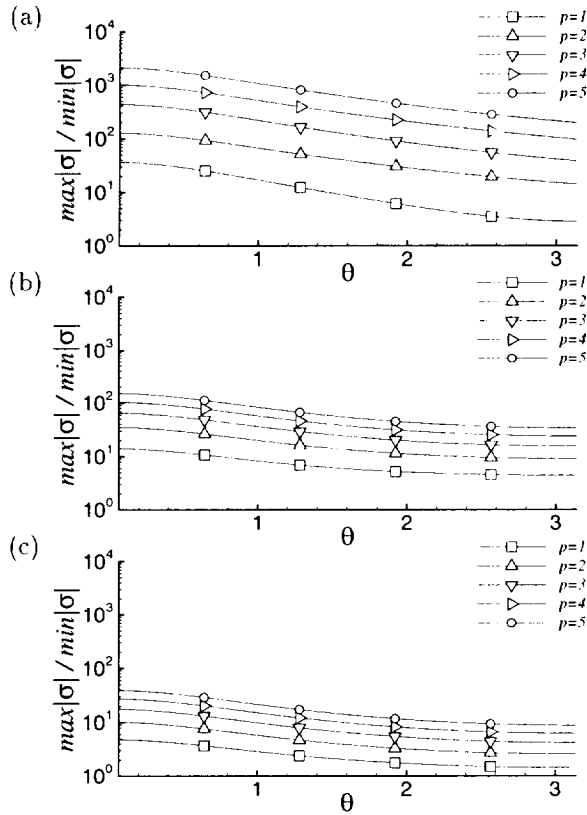 (a)
10⁴
10³
10²
10¹
10⁰
max|σ| / min|σ|
1
2
3
θ
p=1
p=2
p=3
p=4
p=5
(b)
10⁴
10³
10²
10¹
10⁰
max|σ| / min|σ|
1
2
3
θ
p=1
p=2
p=3
p=4
p=5
(c)
10⁴
10³
10²
10¹
10⁰
max|σ| / min|σ|
1
2
3
θ
p=1
p=2
p=3
p=4
p=5